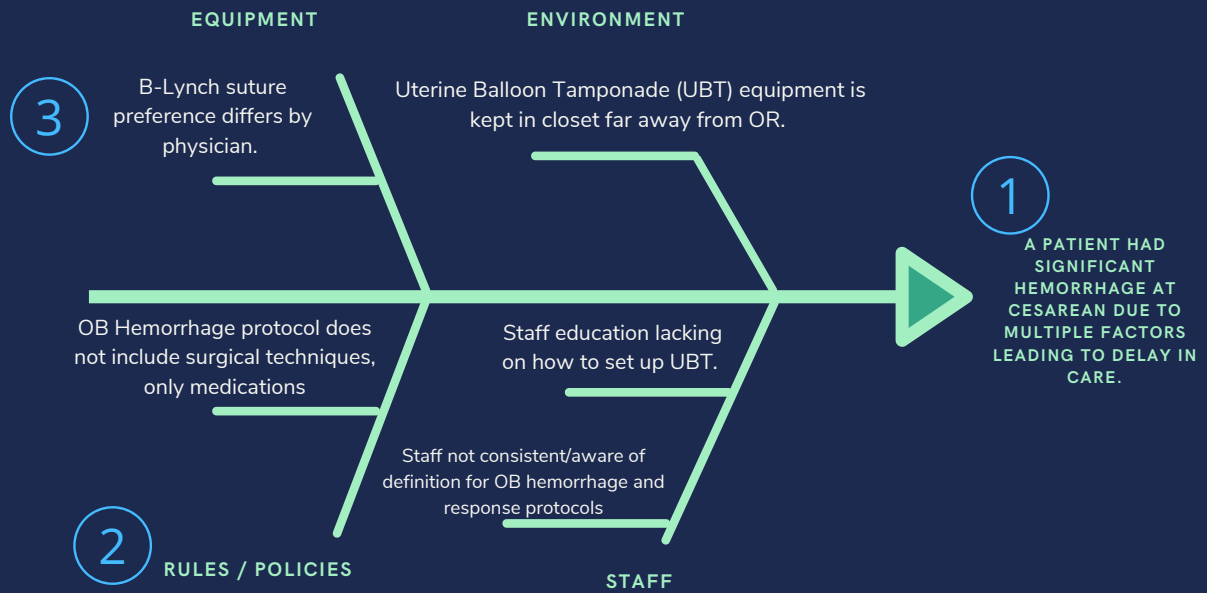 EQUIPMENT
ENVIRONMENT
3
B-Lynch suture
preference differs by
physician.
Uterine Balloon Tamponade (UBT) equipment is
kept in closet far away from OR.
1
A PATIENT HAD
SIGNIFICANT
HEMORRHAGE AT
CESAREAN DUE TO
MULTIPLE FACTORS
LEADING TO DELAY IN
CARE.
OB Hemorrhage protocol does
not include surgical techniques,
only medications
Staff education lacking
on how to set up UBT.
Staff not consistent/aware of
definition for OB hemorrhage and
response protocols
2
RULES / POLICIES
STAFF